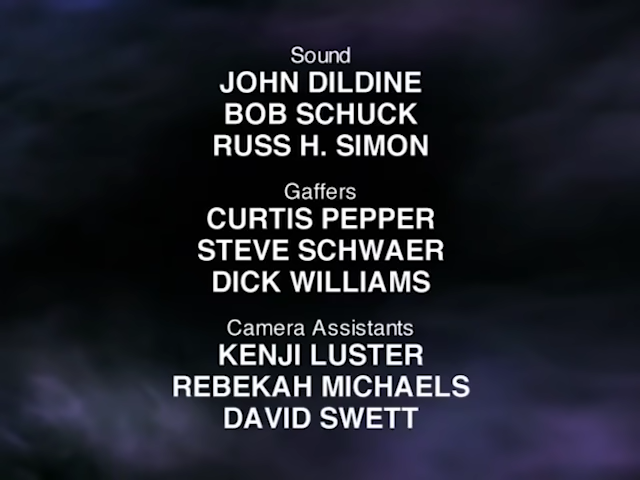 Sound
JOHN DILDINE
BOB SCHUCK
RUSS H. SIMON
Gaffers
CURTIS PEPPER
STEVE SCHWAER
DICK WILLIAMS
Camera Assistants
KENJI LUSTER
REBEKAH MICHAELS
DAVID SWETT